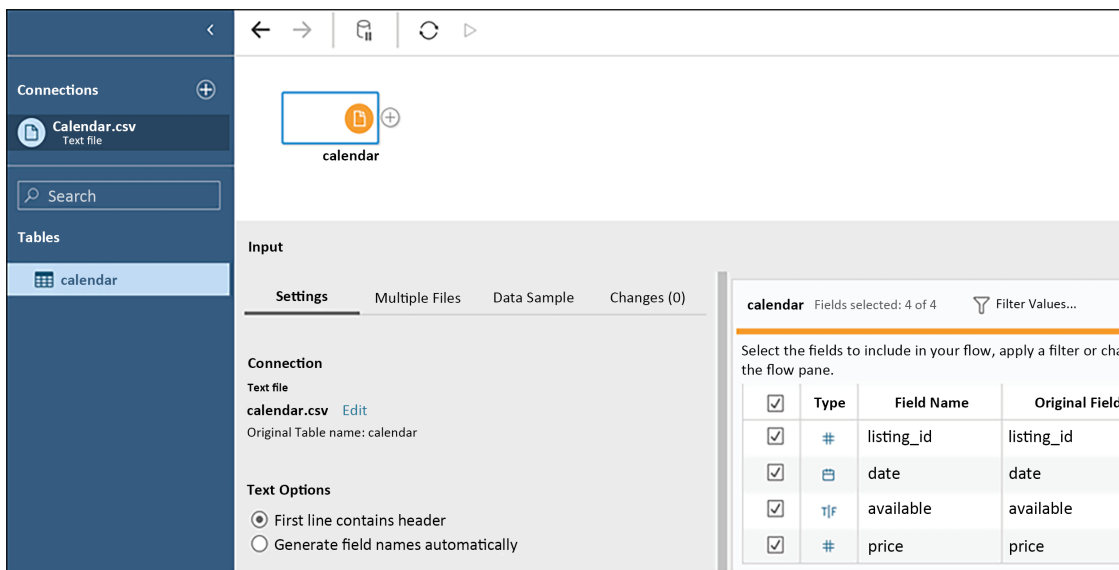 Connections
Calendar.csv
Text file
Search
Tables
calendar
calendar
Input
Settings Multiple Files Data Sample Changes (0)
Connection
Text file
calendar.csv Edit
Original Table name: calendar
Text Options
First line contains header
Generate field names automatically
calendar Fields selected: 4 of 4 Filter Values...
Select the fields to include in your flow, apply a filter or cha
the flow pane.
Type Field Name Original Field
# listing_id listing_id
date date
T|F available available
# price price